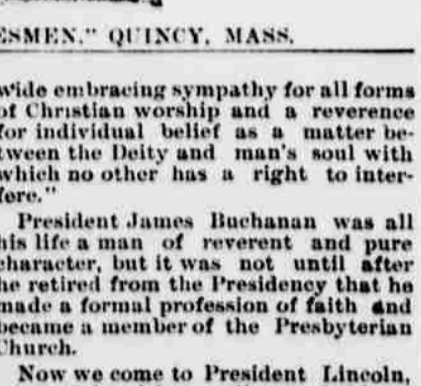 ESMEN," QUINCY, MASS.
wide embracing sympathy for all forms
of Christian worship and a reverence
for individual belief as a matter be-
tween the Deity and man's soul with
which no other has a right to inter-
fere."
President James Buchanan was all
his life a man of reverent and pure
character, but it was not until after
he retired from the Presidency that he
made a formal profession of faith and
became a member of the Presbyterian
Church.
Now we come to President Lincoln,